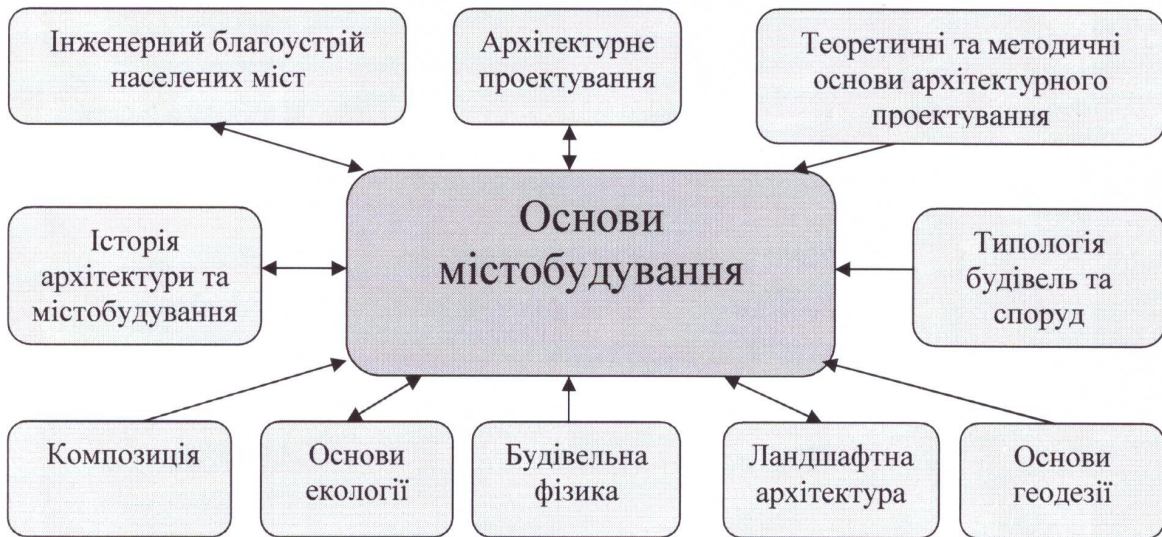 Інженерний благоустрій
населених міст
Архітектурне
проектування
Теоретичні та методичні
основи архітектурного
проектування
Основи
містобудування
Історія
архітектури та
містобудування
Типологія
будівель та
споруд
Композиція
Основи
екології
Будівельна
фізика
Ландшафтна
архітектура
Основи
геодезії